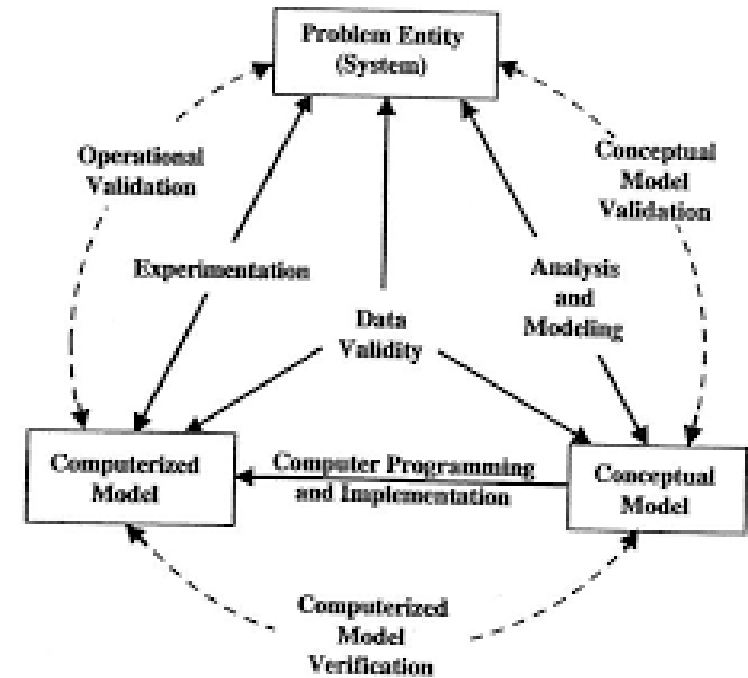 Problem Entity
(System)
Operational
Validation
Conceptual
Model
Validation
Experimentation
Analysis
and
Modeling
Data
Validity
Computerized
Model
Computer Programming
and Implementation
Conceptual
Model
Computerized
Model
Verification